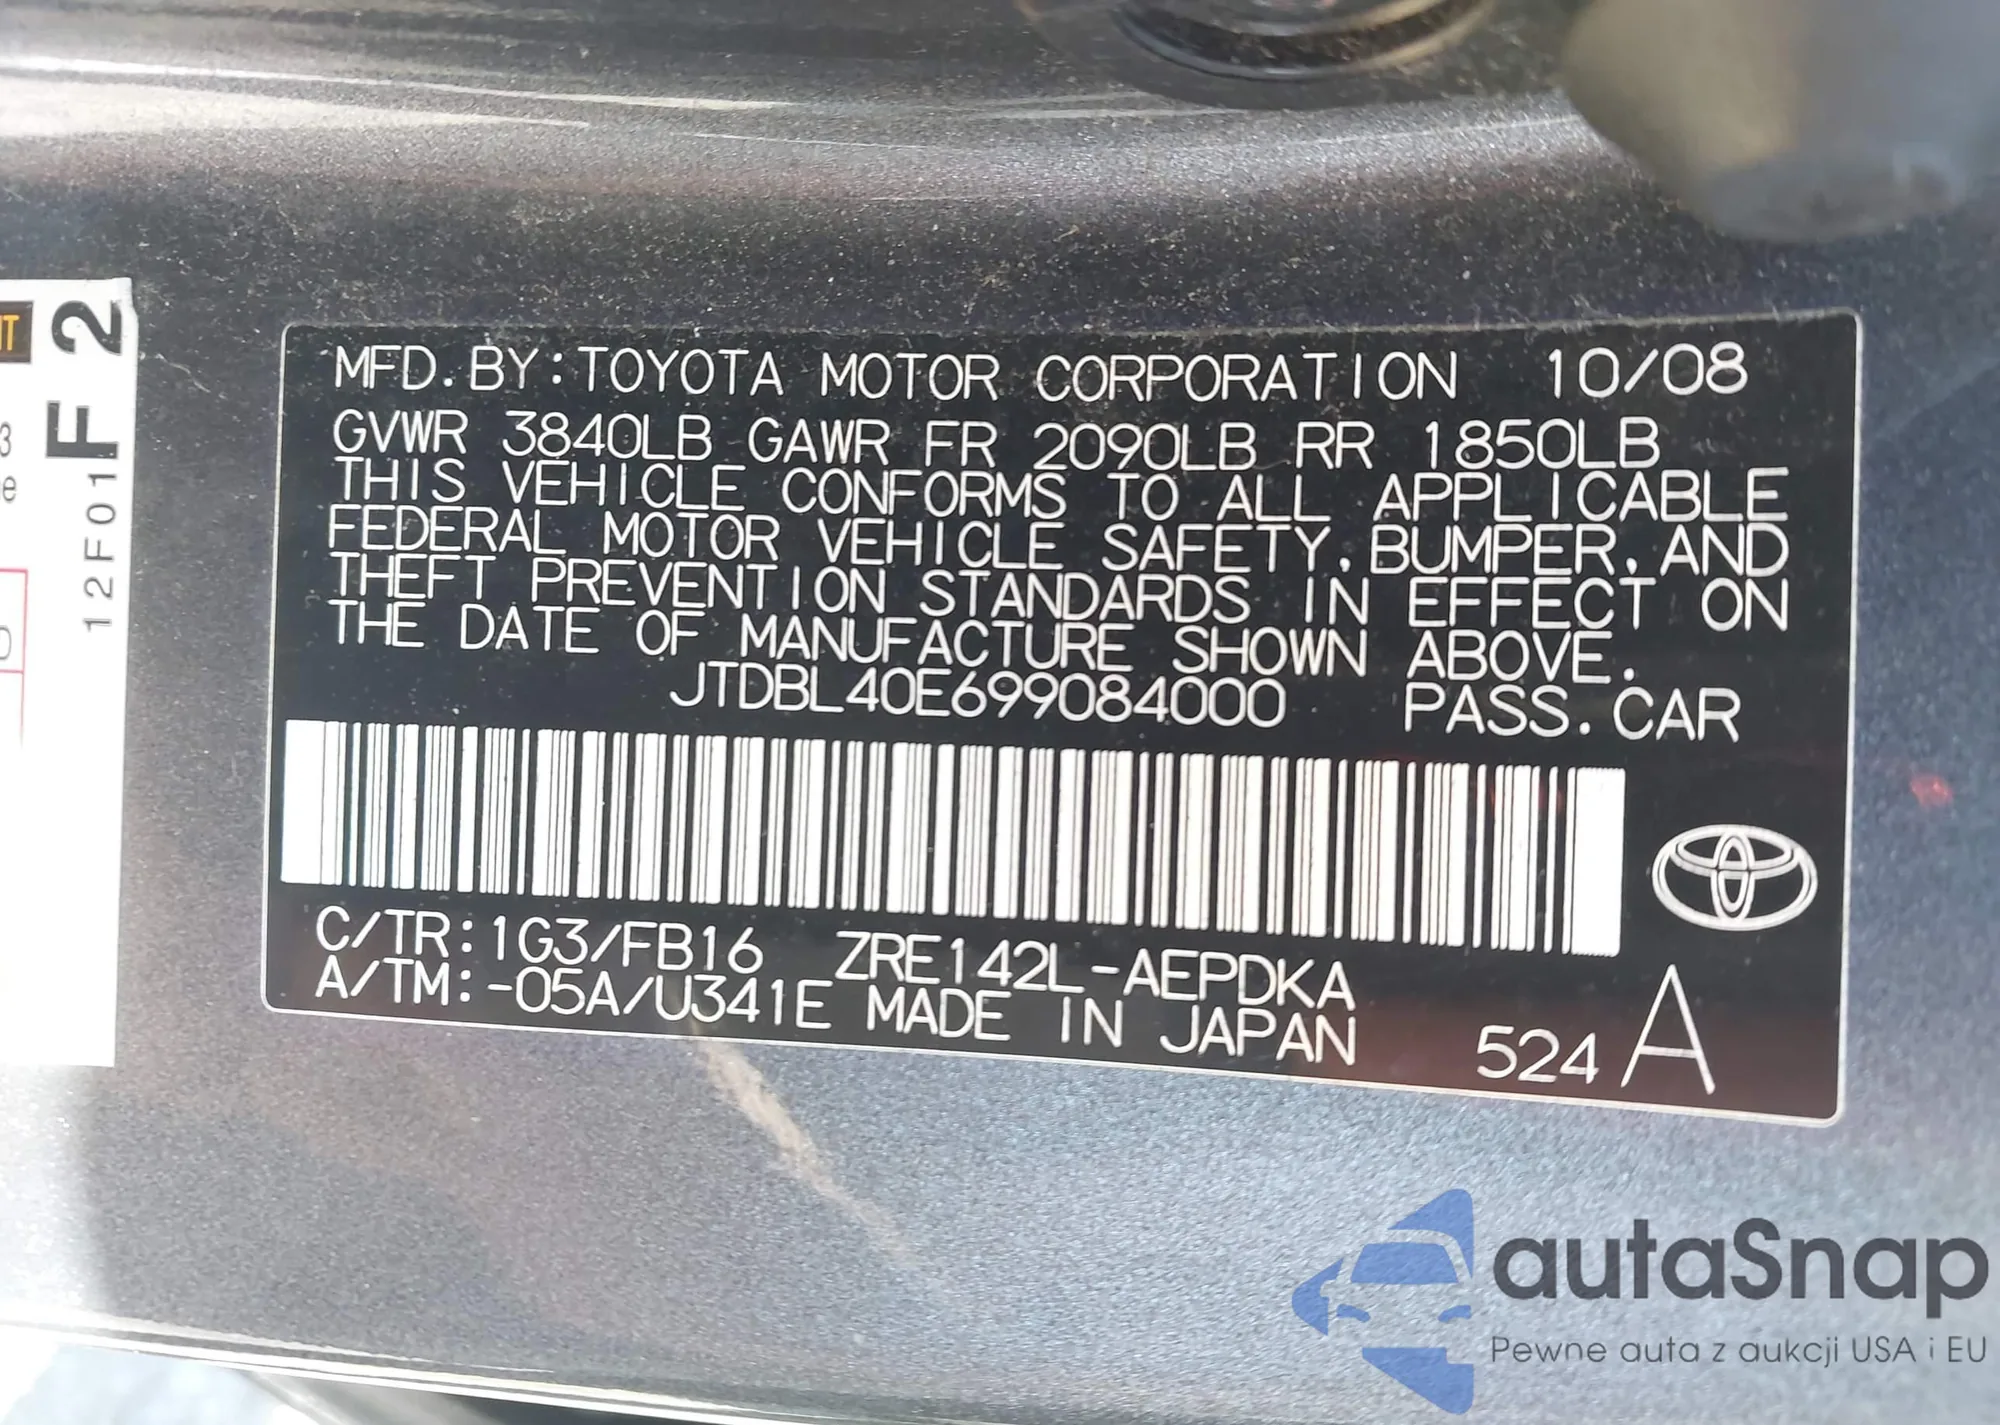 MFD. BY: TOYOTA MOTOR CORPORATION 10/08
GVWR 3840LB GAWR FR 2090LB RR 1850LB
THIS VEHICLE CONFORMS TO ALL APPLICABLE
FEDERAL MOTOR VEHICLE SAFETY, BUMPER, AND
THEFT PREVENTION STANDARDS IN EFFECT ON
THE DATE OF MANUFACTURE SHOWN ABOVE.
JTDBL40E699084000 PASS. CAR
C/TR: 1G3/FB16 ZRE142L-AEPDKA
A/TM: -05A/U341E MADE IN JAPAN 524 A
F 2
12F01
autaSnap
Pewne auta z aukcji USA i EU